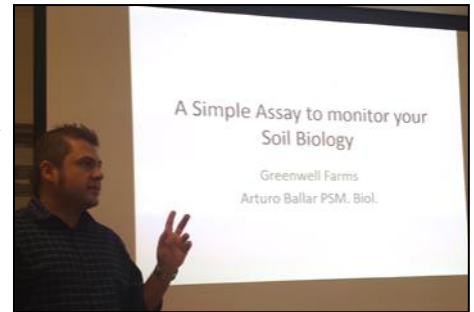 A Simple Assay to monitor your
Soil Biology
Greenwell Farms
Arturo Ballar PSM. Biol.